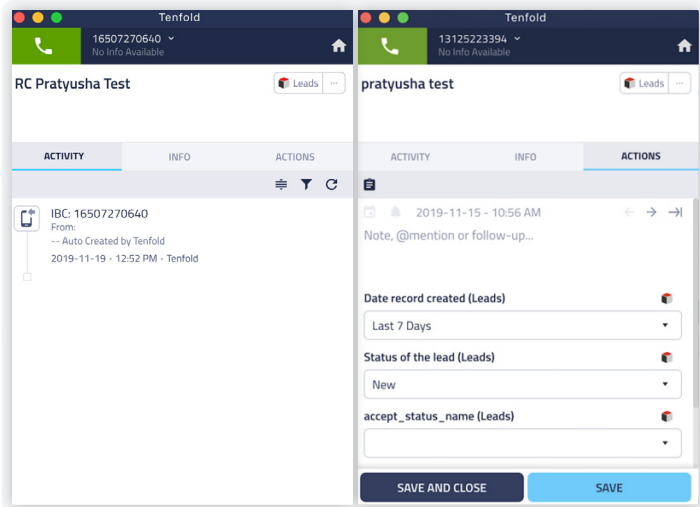 Tenfold
16507270640
No Info Available
RC Pratyusha Test
Leads ...
ACTIVITY INFO ACTIONS
IBC: 16507270640
From:
-- Auto Created by Tenfold
2019-11-19 - 12:52 PM - Tenfold
Tenfold
13125223394
No Info Available
pratyusha test
Leads ...
ACTIVITY INFO ACTIONS
2019-11-15 - 10:56 AM
Note, @mention or follow-up...
Date record created (Leads)
Last 7 Days
Status of the lead (Leads)
New
accept_status_name (Leads)
SAVE AND CLOSE SAVE